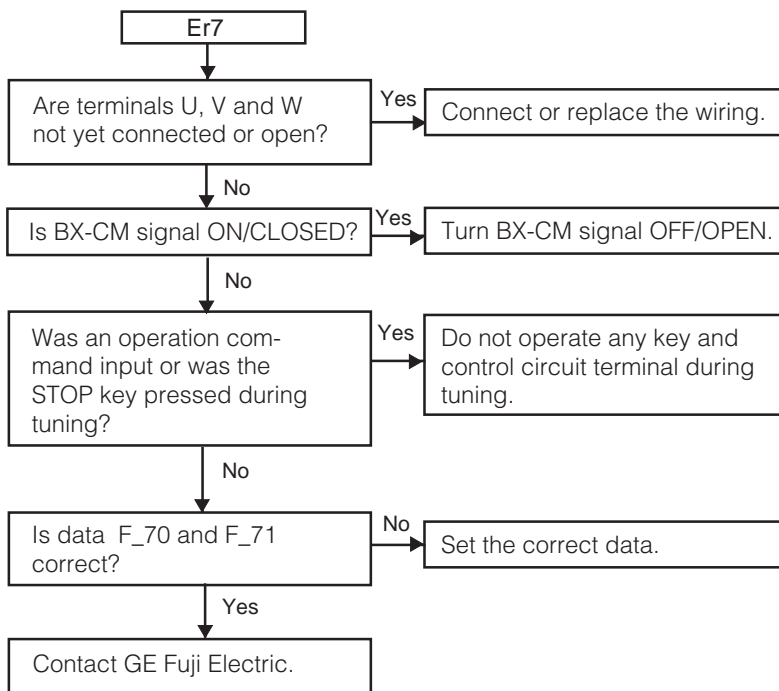 Er7
Are terminals U, V and W
not yet connected or open?
Yes
Connect or replace the wiring.
No
Is BX-CM signal ON/CLOSED?
Yes
Turn BX-CM signal OFF/OPEN.
No
Was an operation com-
mand input or was the
STOP key pressed during
tuning?
Yes
Do not operate any key and
control circuit terminal during
tuning.
No
Is data F_70 and F_71
correct?
No
Set the correct data.
Yes
Contact GE Fuji Electric.